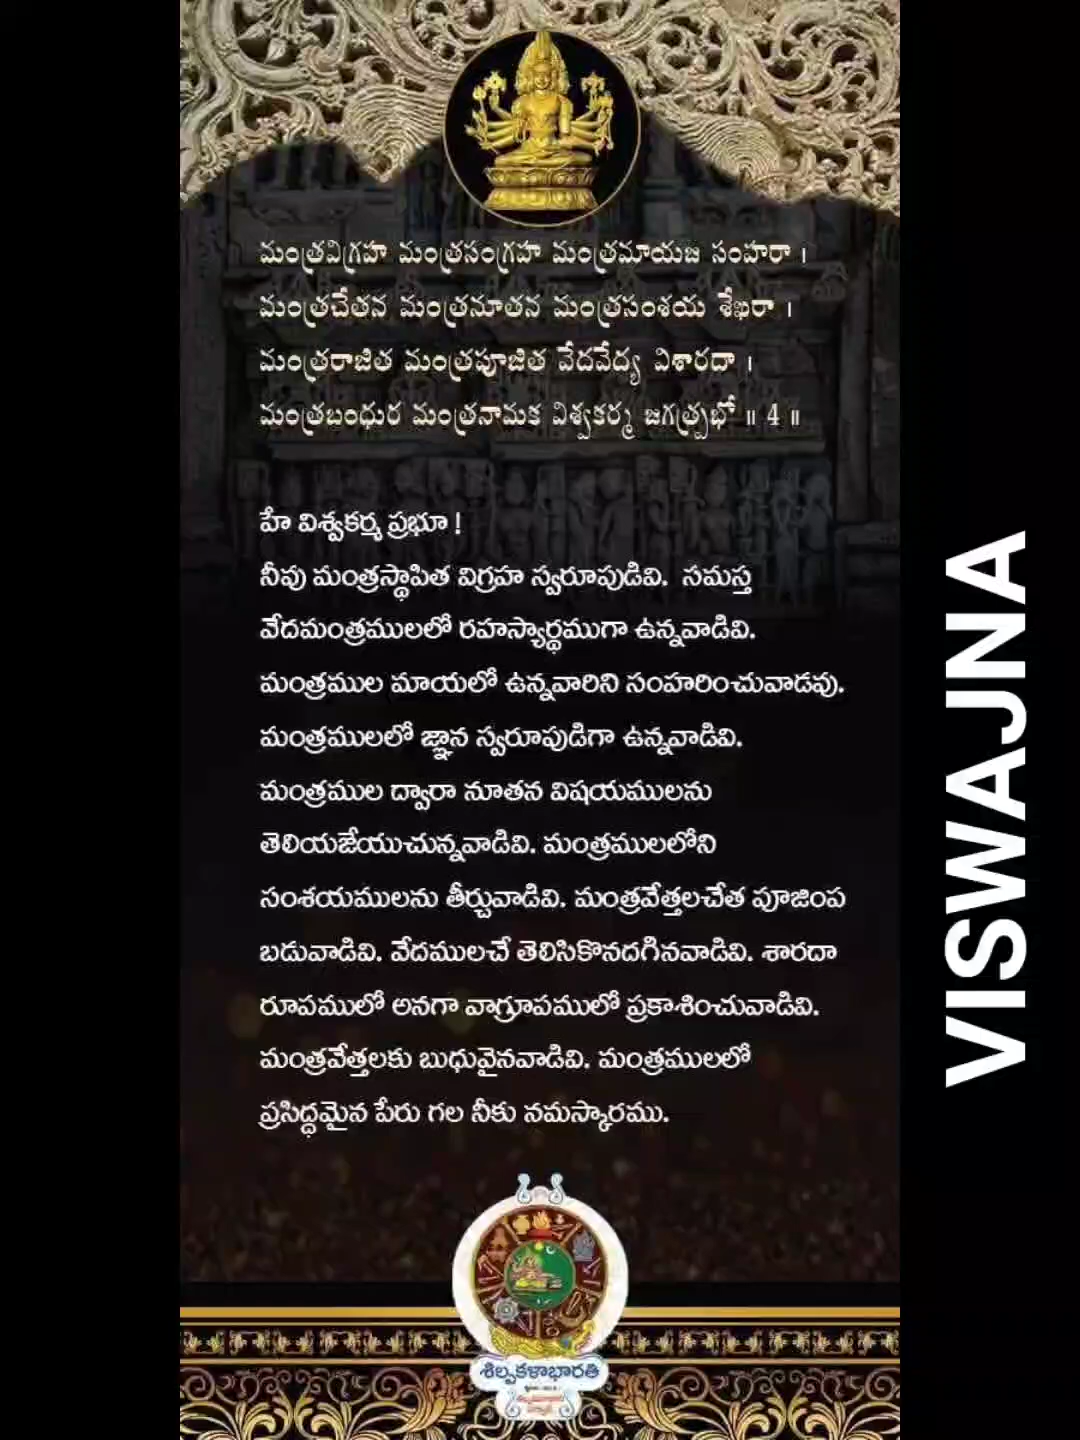 మంత్రవిగ్రహ మంత్రసంగ్రహ మంత్రమాయజ సంహరా ।
మంత్రచేతన మంత్రనూతన మంత్రసంశయ శేఖరా ।
మంత్రరాజిత మంత్రపూజిత వేదవేద్య విశారదా ।
మంత్రబంధుర మంత్రనామక విశ్వకర్మ జగత్ప్రభో ॥ 4 ॥
హే విశ్వకర్మ ప్రభూ !
నీవు మంత్రస్థాపిత విగ్రహ స్వరూపుడివి. సమస్త
వేదమంత్రములలో రహస్యార్థముగా ఉన్నవాడివి.
మంత్రముల మాయలో ఉన్నవారిని సంహరించువాడవు.
మంత్రములలో జ్ఞాన స్వరూపుడిగా ఉన్నవాడివి.
మంత్రముల ద్వారా నూతన విషయములను
తెలియజేయుచున్నవాడివి. మంత్రములలోని
సంశయములను తీర్చువాడివి. మంత్రవేత్తలచేత పూజింప
బడువాడివి. వేదములచే తెలిసికొనదగినవాడివి. శారదా
రూపములో అనగా వాగ్రూపములో ప్రకాశించువాడివి.
మంత్రవేత్తలకు బుధువైనవాడివి. మంత్రములలో
ప్రసిద్ధమైన పేరు గల నీకు నమస్కారము.
శిల్పకళాభారతి
VISWAJNA